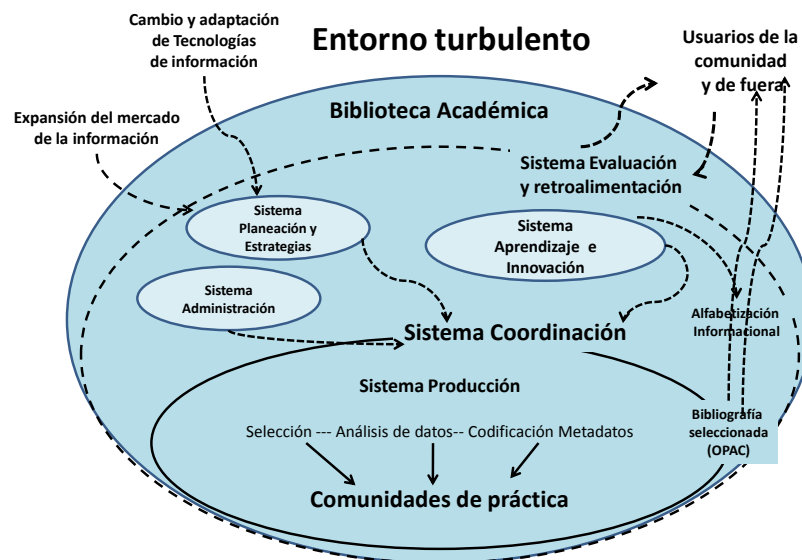 Cambio y adaptación
de Tecnologías
de información
Entorno turbulento
Usuarios de la
comunidad
y de fuera
Expansión del mercado
de la información
Biblioteca Académica
Sistema Evaluación
y retroalimentación
Sistema
Planeación y
Estrategias
Sistema
Aprendizaje e
Innovación
Sistema
Administración
Alfabetización
Informacional
Sistema Coordinación
Sistema Producción
Selección --- Análisis de datos-- Codificación Metadatos
Bibliografía
seleccionada
(OPAC)
Comunidades de práctica